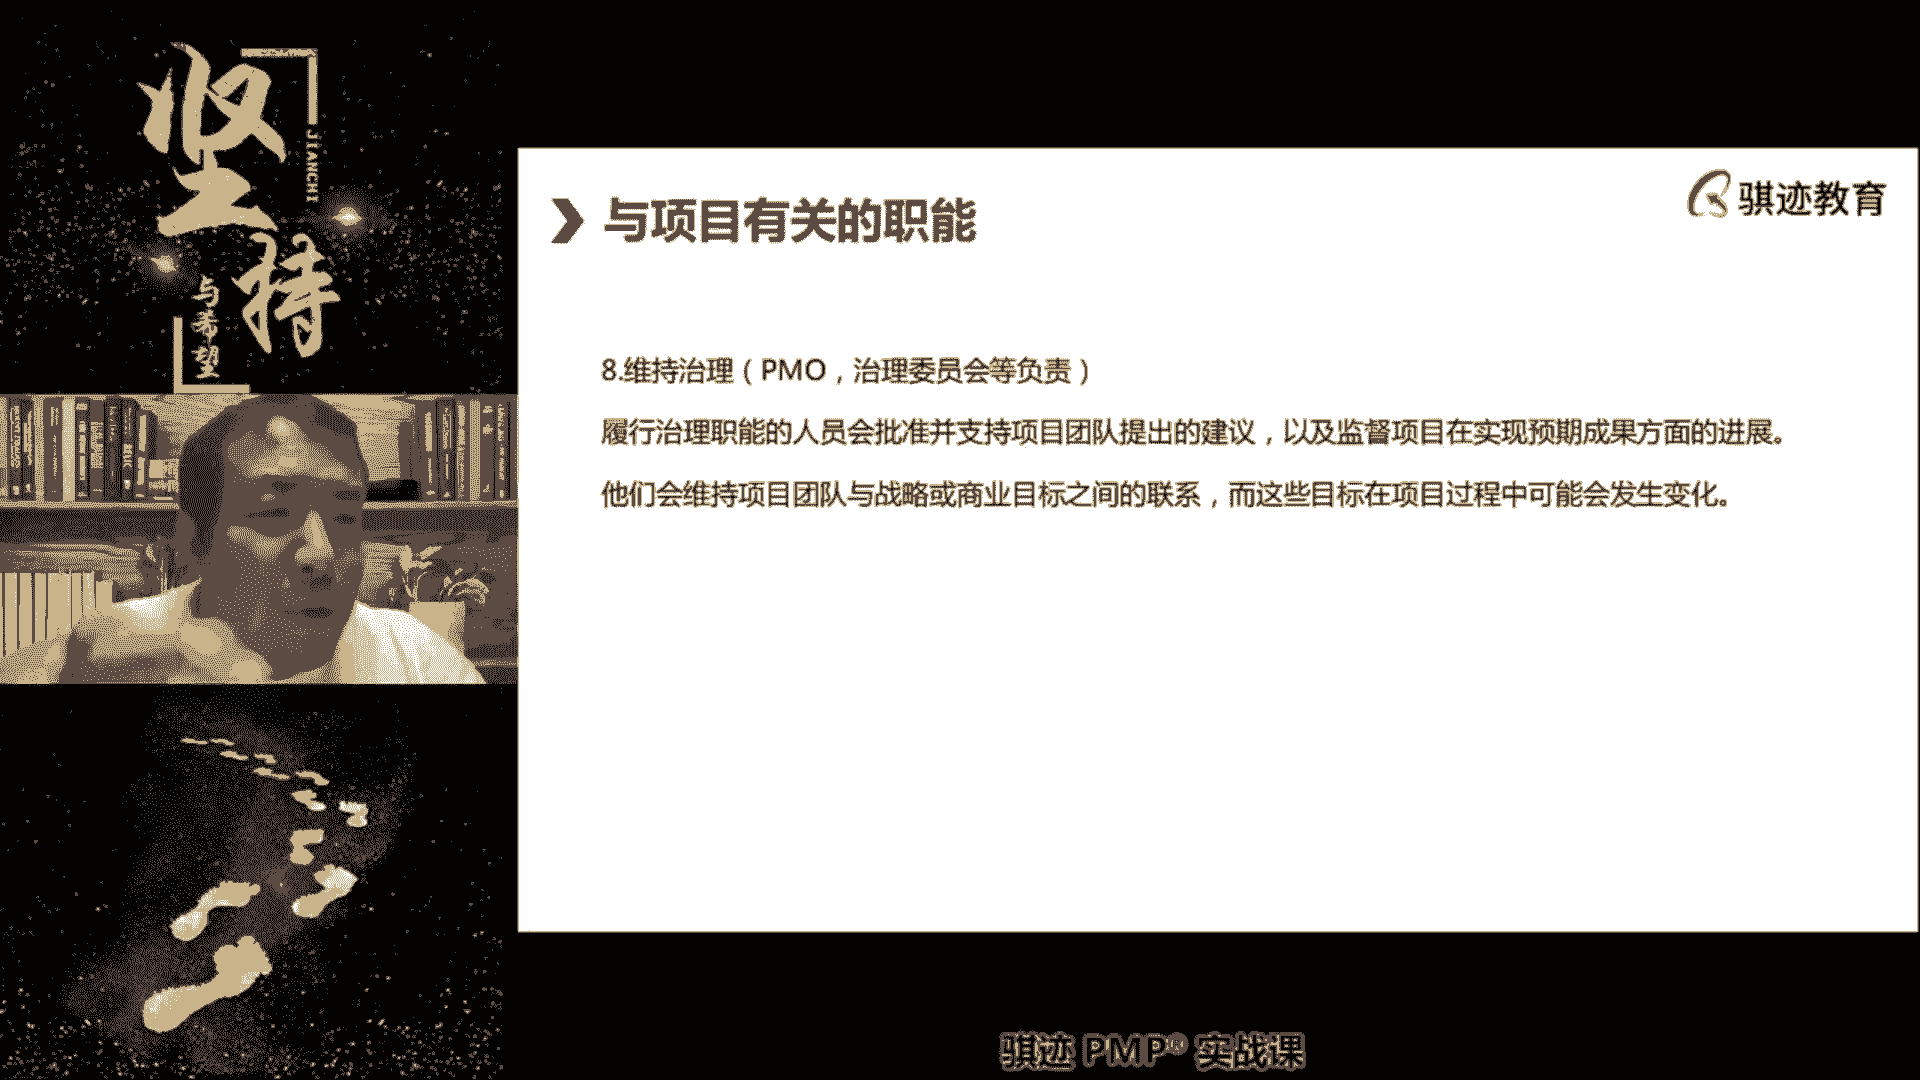 坚持
JIANCHI
与希望
与项目有关的职能
骐迹教育
8.维持治理（PMO，治理委员会等负责）
履行治理职能的人员会批准并支持项目团队提出的建议，以及监督项目在实现预期成果方面的进展。
他们会维持项目团队与战略或商业目标之间的联系，而这些目标在项目过程中可能会发生变化。
骐迹 PMP® 实战课